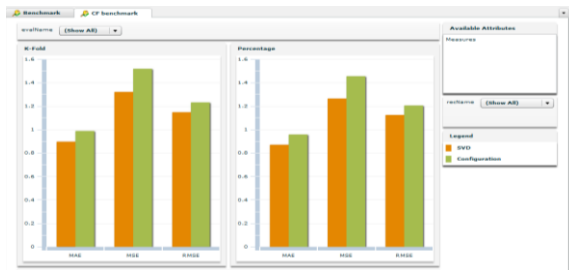 Benchmark
CF benchmark
evalName (Show All)
K-Fold
1.6
1.4
1.2
1
0.8
0.6
0.4
0.2
0
MAE MSE RMSE
Percentage
1.6
1.4
1.2
1
0.8
0.6
0.4
0.2
0
MAE MSE RMSE
Available Attributes
Measures
recName (Show All)
Legend
SVD
Configuration